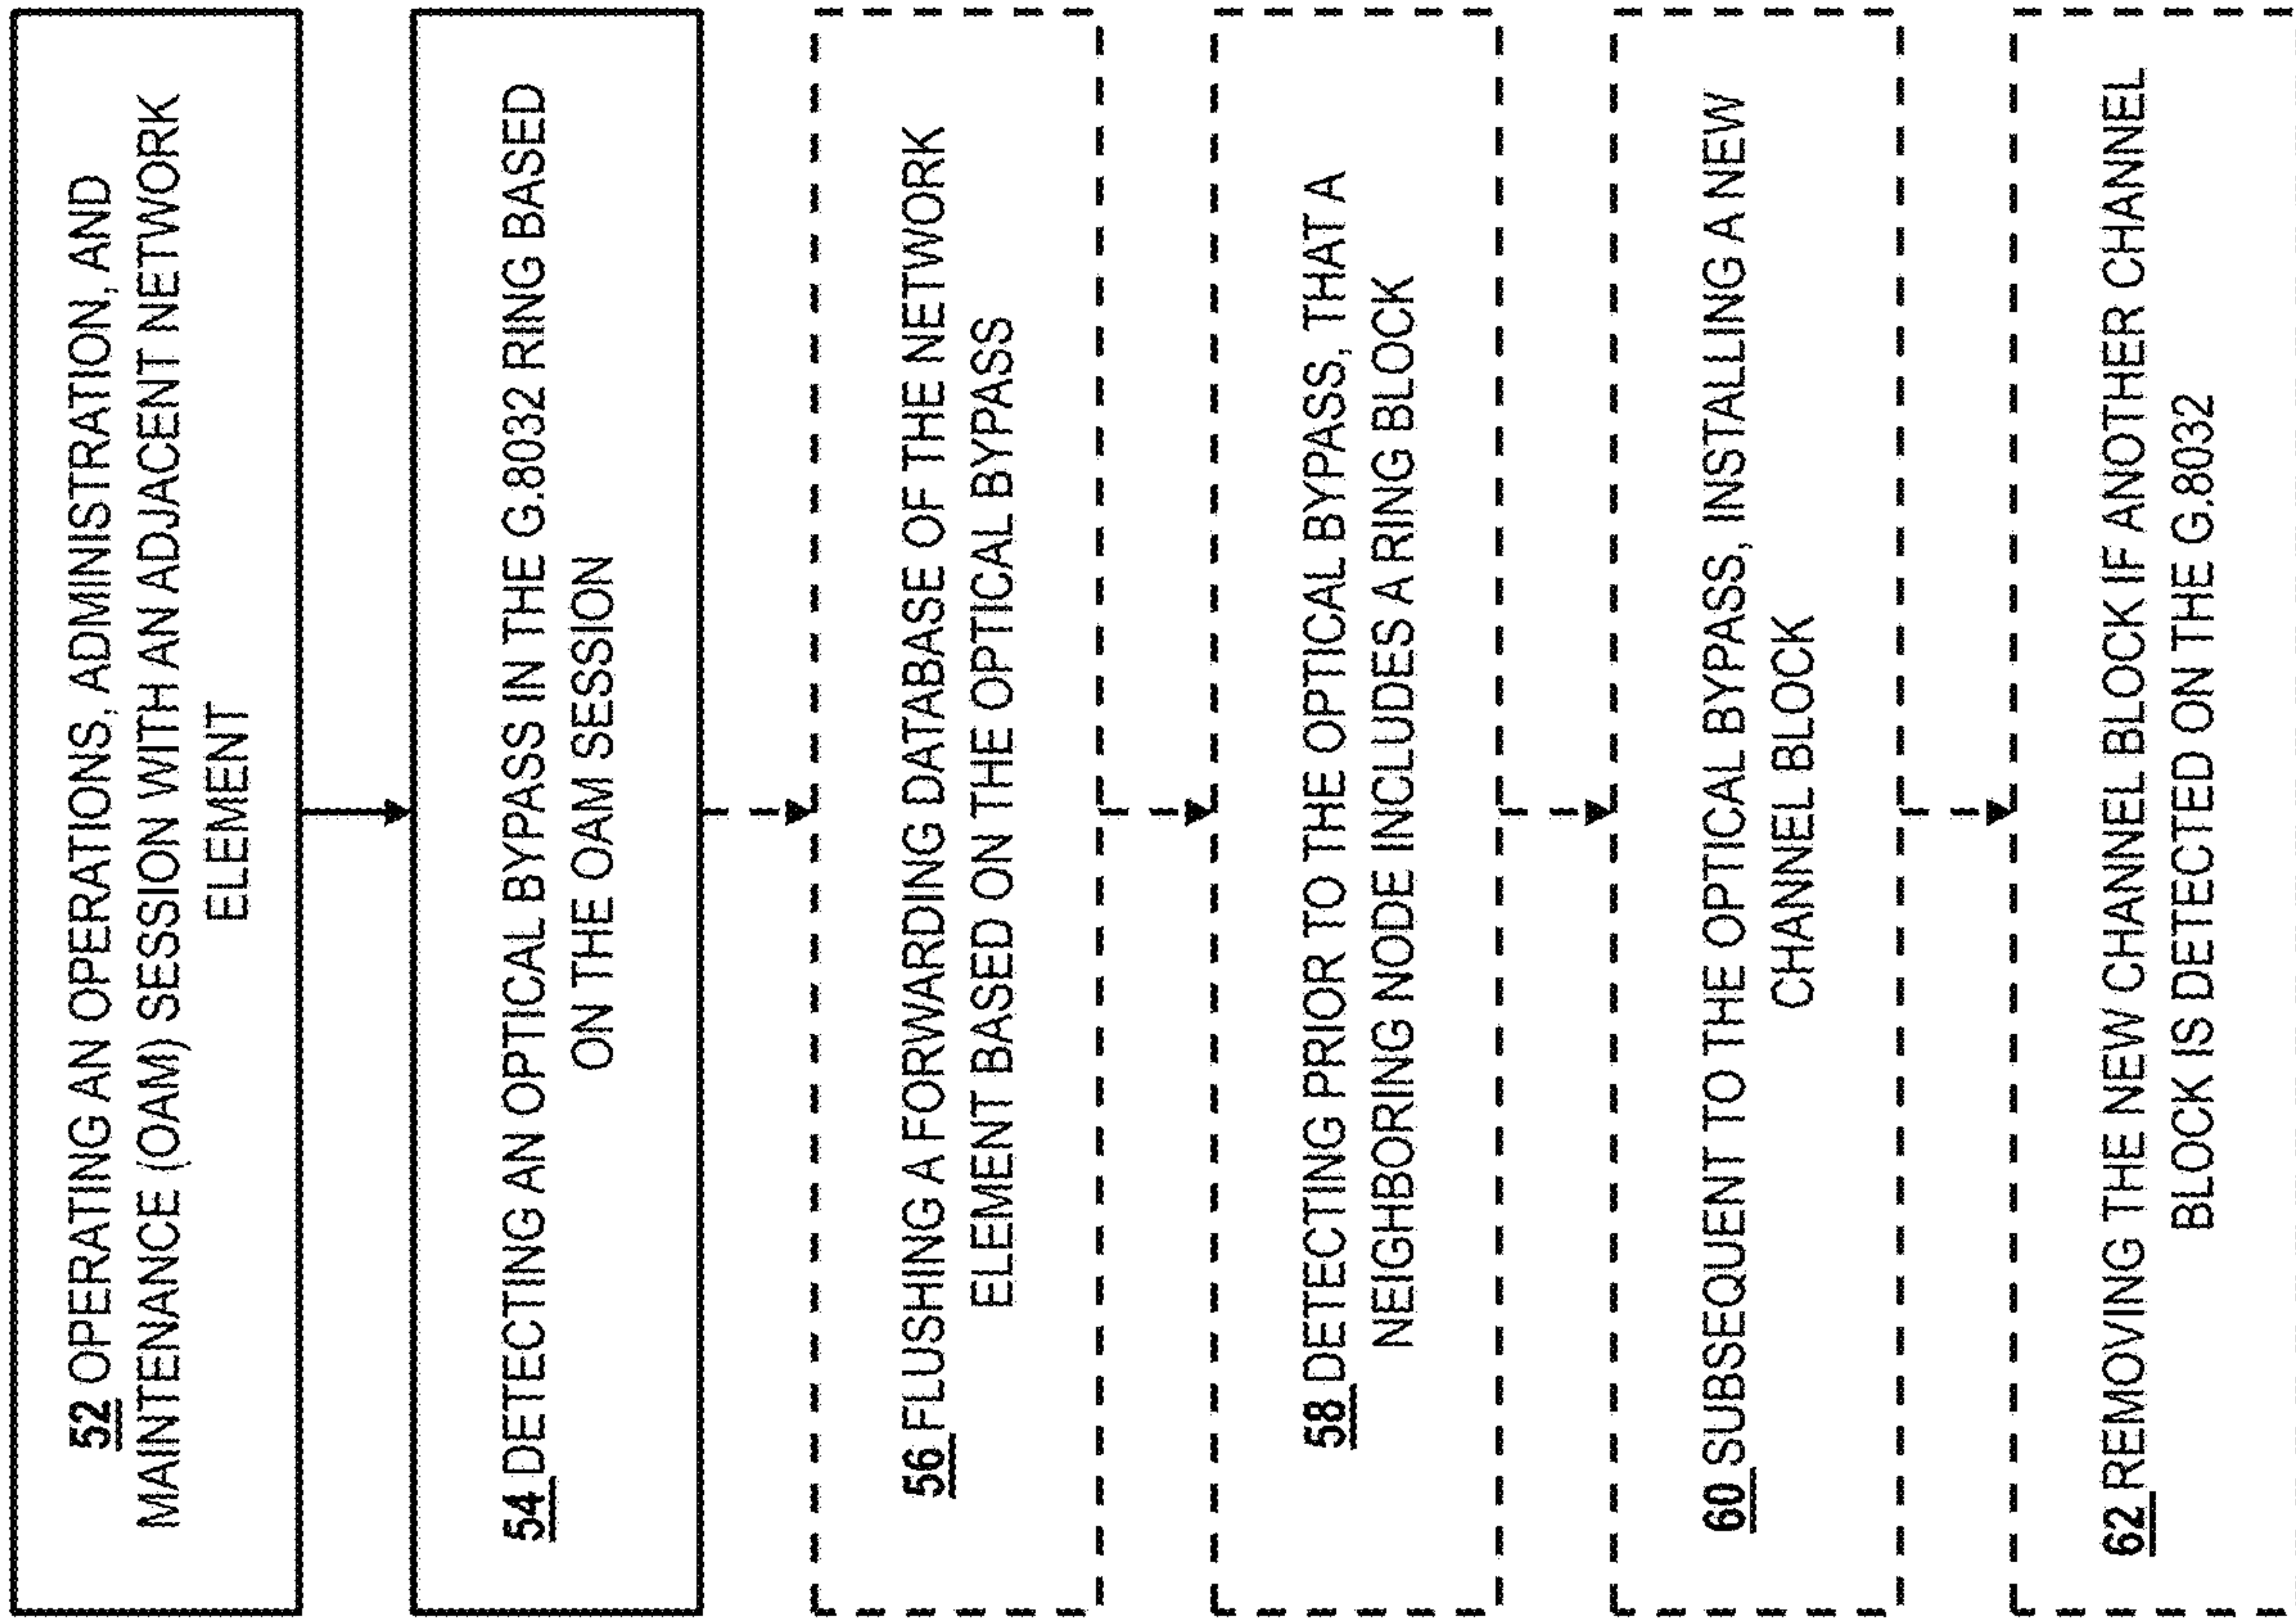 52 OPERATING AN OPERATIONS, ADMINISTRATION, AND
MAINTENANCE (OAM) SESSION WITH AN ADJACENT NETWORK
ELEMENT
54 DETECTING AN OPTICAL BYPASS IN THE G.8032 RING BASED
ON THE OAM SESSION
56 FLUSHING A FORWARDING DATABASE OF THE NETWORK
ELEMENT BASED ON THE OPTICAL BYPASS
58 DETECTING PRIOR TO THE OPTICAL BYPASS, THAT A
NEIGHBORING NODE INCLUDES A RING BLOCK
60 SUBSEQUENT TO THE OPTICAL BYPASS, INSTALLING A NEW
CHANNEL BLOCK
62 REMOVING THE NEW CHANNEL BLOCK IF ANOTHER CHANNEL
BLOCK IS DETECTED ON THE G.8032